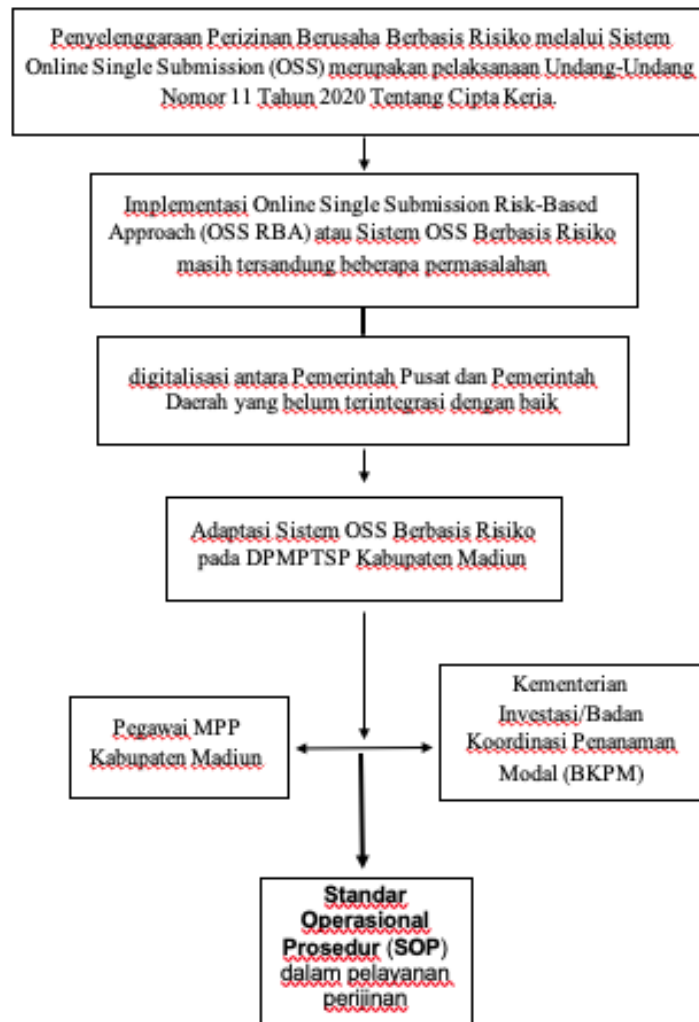 Penyelenggaraan Perizinan Berusaha Berbasis Risiko melalui Sistem
Online Single Submission (OSS) merupakan pelaksanaan Undang-Undang
Nomor 11 Tahun 2020 Tentang Cipta Kerja.
Implementasi Online Single Submission Risk-Based
Approach (OSS RBA) atau Sistem OSS Berbasis Risiko
masih tersandung beberapa permasalahan
digitalisasi antara Pemerintah Pusat dan Pemerintah
Daerah yang belum terintegrasi dengan baik
Adaptasi Sistem OSS Berbasis Risiko
pada DPMPTSP Kabupaten Madiun
Pegawai MPP
Kabupaten Madiun
Kementerian
Investasi/Badan
Koordinasi Penanaman
Modal (BKPM)
Standar
Operasional
Prosedur (SOP)
dalam pelayanan
perijinan